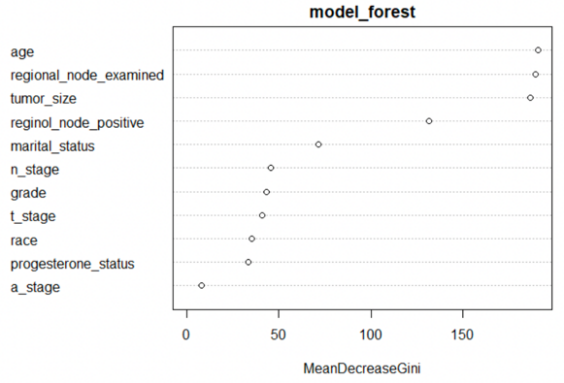 model_forest
age
regional_node_examined
tumor_size
reginol_node_positive
marital_status
n_stage
grade
t_stage
race
progesterone_status
a_stage
0 50 100 150
MeanDecreaseGini